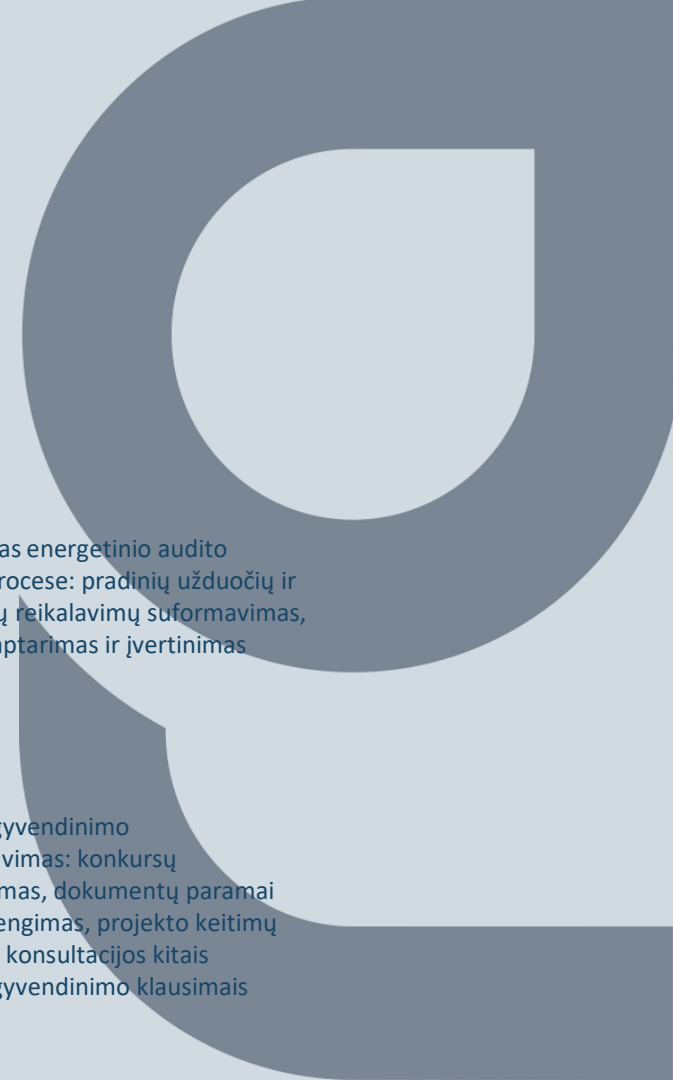 as energetinio audito
rocese: pradinių užduočių ir
ų reikalavimų suformavimas,
ptarimas ir įvertinimas
gyvendinimo
vimas: konkursų
mas, dokumentų paramai
engimas, projekto keitimų
konsultacijos kitais
gyvendinimo klausimais